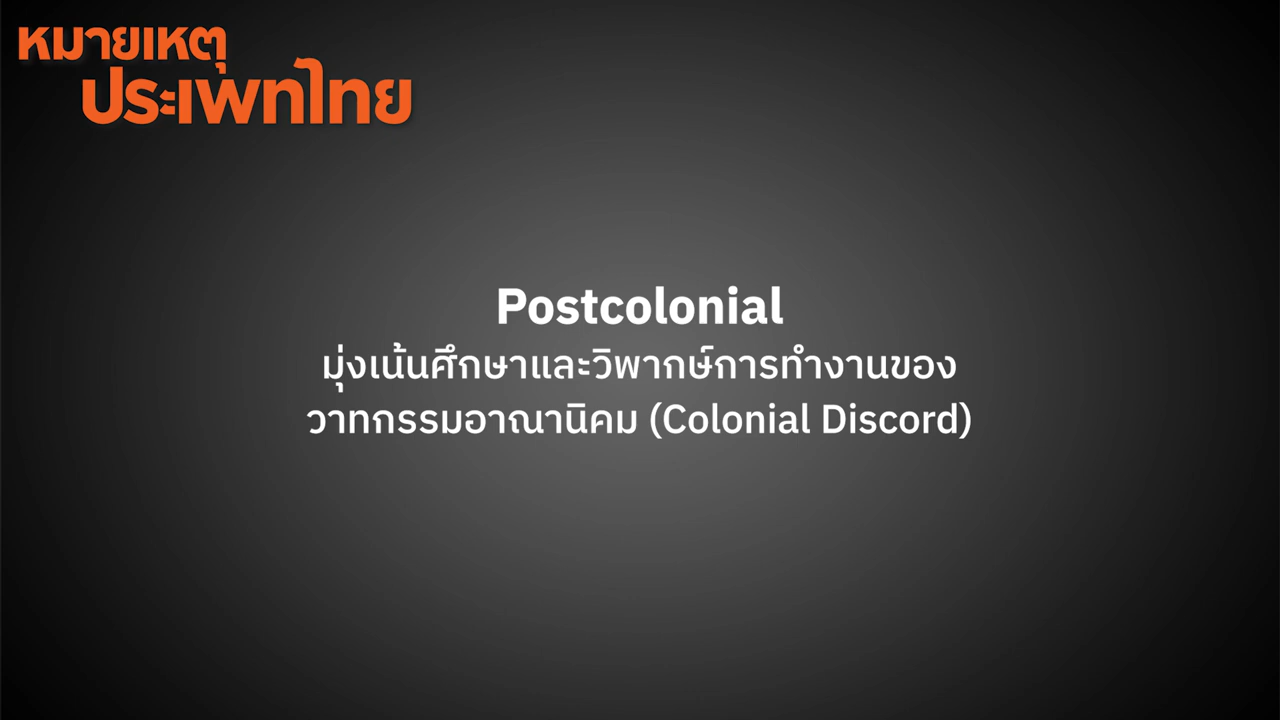 หมายเหตุ
ประเพทไทย
Postcolonial
มุ่งเน้นศึกษาและวิพากษ์การทำงานของ
วาทกรรมอาณานิคม (Colonial Discord)